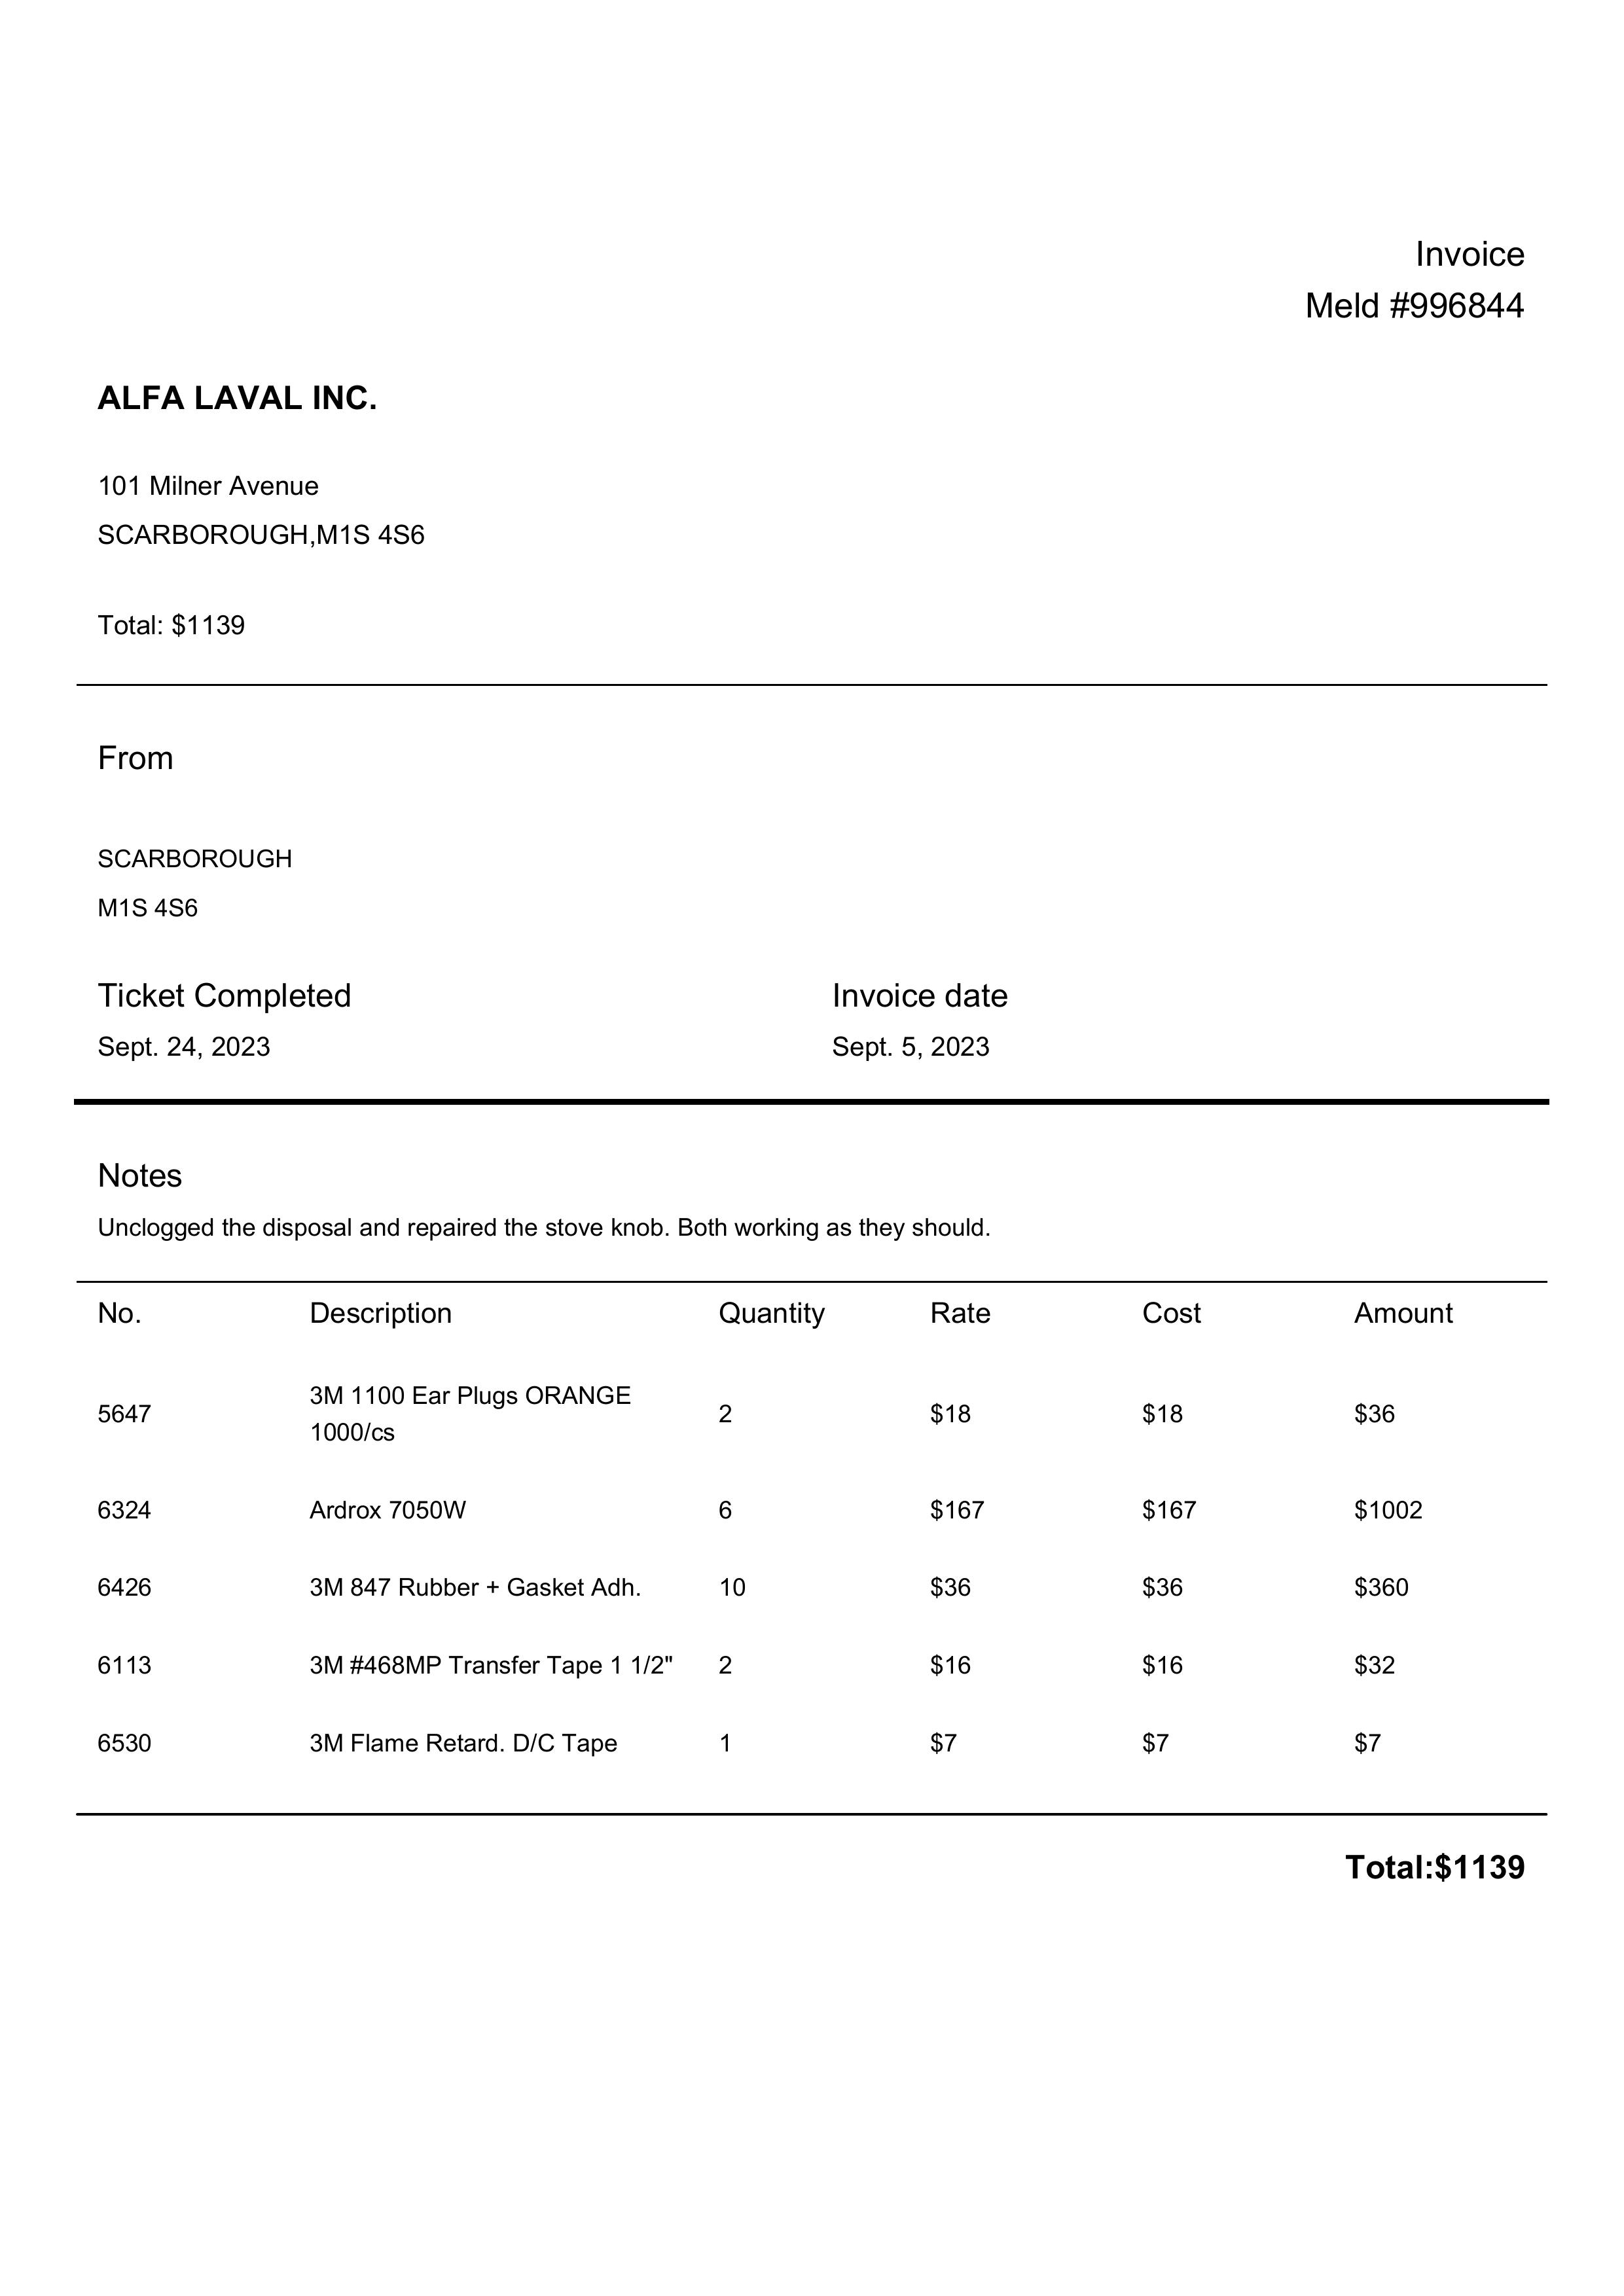 Invoice
Meld #996844
ALFA LAVAL INC.
101 Milner Avenue
SCARBOROUGH,M1S 4S6
Total: $1139
From
SCARBOROUGH
M1S 4S6
Ticket Completed Invoice date
Sept. 24, 2023 Sept. 5, 2023
Notes
Unclogged the disposal and repaired the stove knob. Both working as they should.
No. Description Quantity Rate Cost Amount
5647 3M 1100 Ear Plugs ORANGE 1000/cs 2 $18 $18 $36
6324 Ardrox 7050W 6 $167 $167 $1002
6426 3M 847 Rubber + Gasket Adh. 10 $36 $36 $360
6113 3M #468MP Transfer Tape 1 1/2" 2 $16 $16 $32
6530 3M Flame Retard. D/C Tape 1 $7 $7 $7
Total:$1139